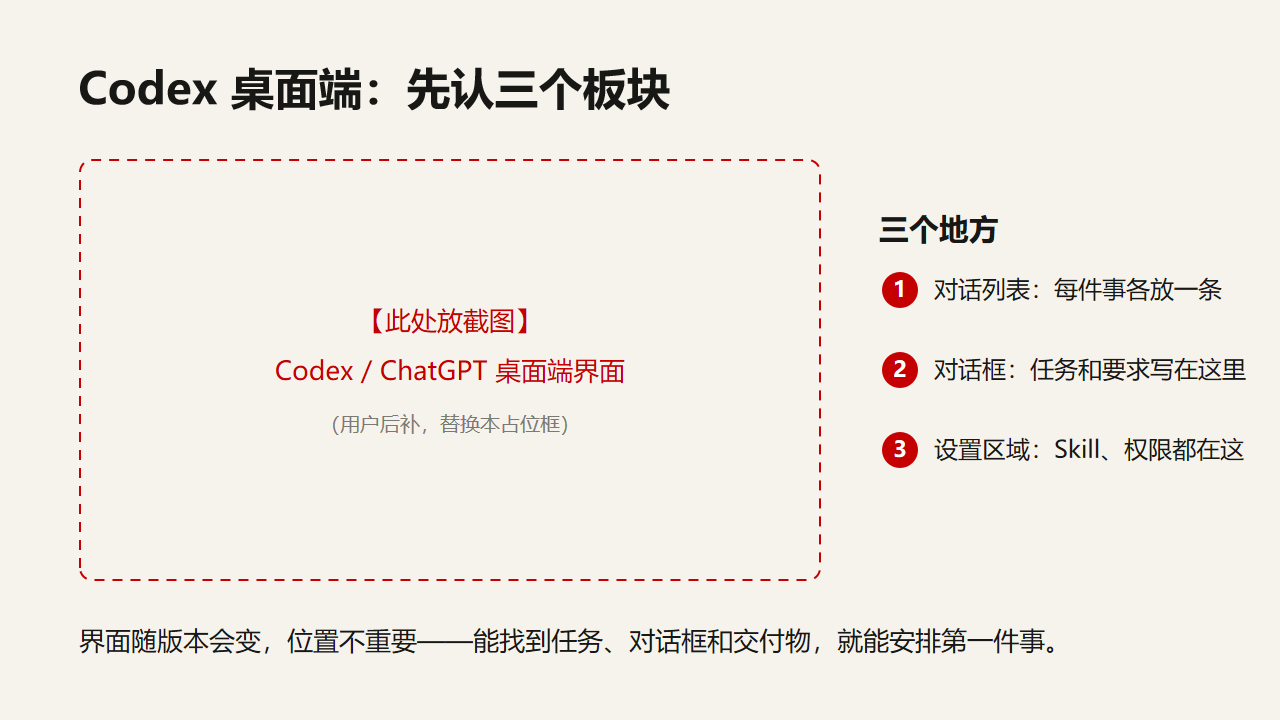 Codex 桌面端：先认三个板块
【此处放截图】
Codex / ChatGPT 桌面端界面
（用户后补，替换本占位框）
三个地方
1 对话列表：每件事各放一条
2 对话框：任务和要求写在这里
3 设置区域：Skill、权限都在这
界面随版本会变，位置不重要——能找到任务、对话框和交付物，就能安排第一件事。